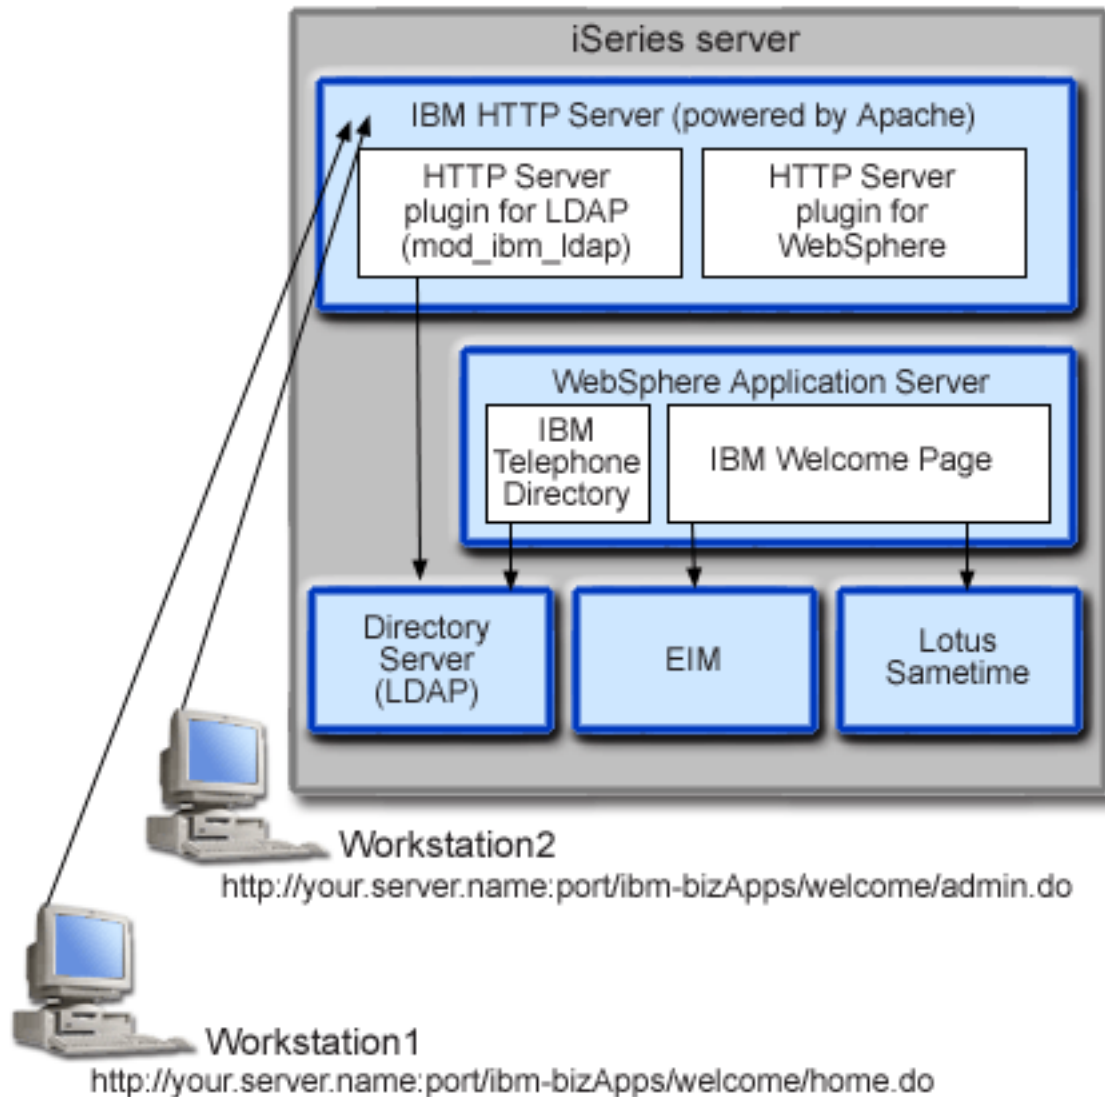 iSeries server
IBM HTTP Server (powered by Apache)
HTTP Server
plugin for LDAP
(mod_ibm_ldap)
HTTP Server
plugin for
WebSphere
WebSphere Application Server
IBM
Telephone
Directory
IBM Welcome Page
Directory
Server
(LDAP)
EIM
Lotus
Sametime
Workstation2
http://your.server.name:port/ibm-bizApps/welcome/admin.do
Workstation1
http://your.server.name:port/ibm-bizApps/welcome/home.do